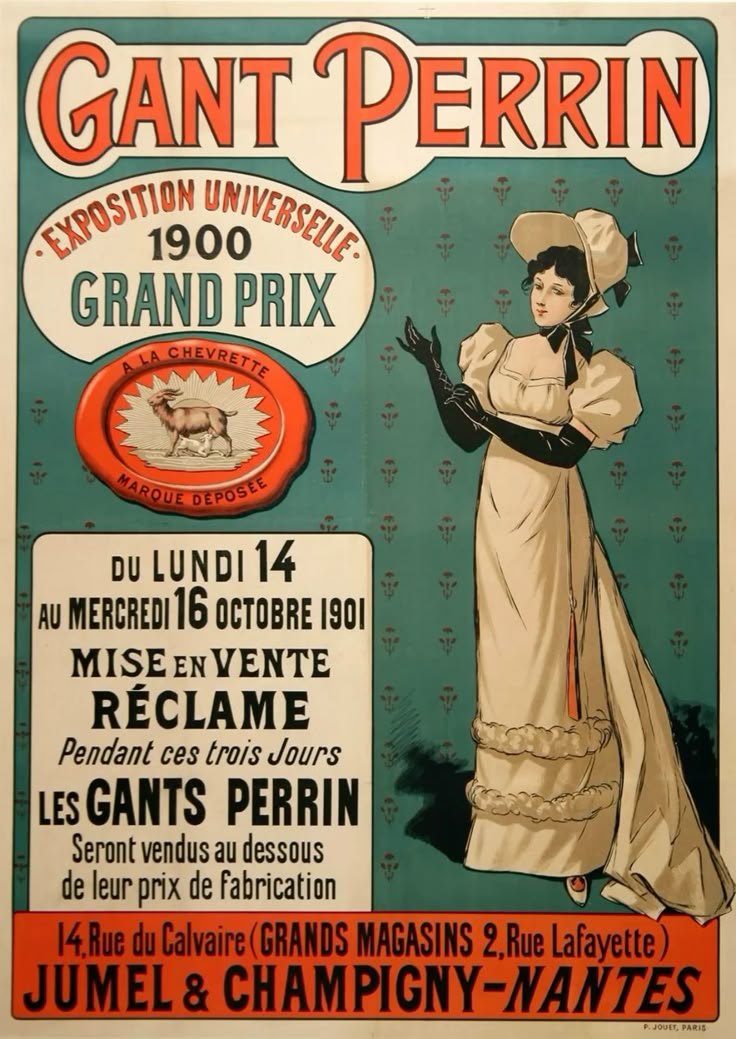 GANT PERRIN
· EXPOSITION UNIVERSELLE ·
1900
GRAND PRIX
A LA CHEVRETTE
MARQUE DÉPOSÉE
DU LUNDI 14
AU MERCREDI 16 OCTOBRE 1901
MISE EN VENTE
RÉCLAME
Pendant ces trois Jours
LES GANTS PERRIN
Seront vendus au dessous
de leur prix de fabrication
14, Rue du Calvaire (GRANDS MAGASINS 2, Rue Lafayette)
JUMEL & CHAMPIGNY-NANTES
P. JOUET, PARIS